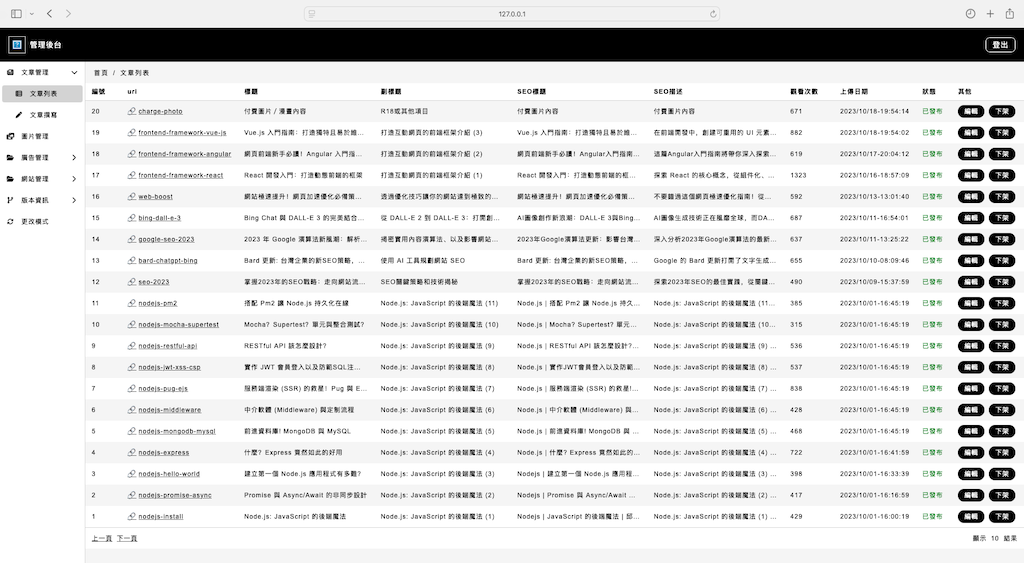 127.0.0.1
管理後台
登出
文章管理
文章列表
文章撰寫
圖片管理
廣告管理
網站管理
版本資訊
更改模式
首頁 / 文章列表
編號 uri 標題 副標題 SEO標題 SEO描述 觀看次數 上傳日期 狀態 其他
20 charge-photo 付費圖片 / 漫畫內容 R18或其他項目 付費圖片內容 付費圖片內容 671 2023/10/18-19:54:14 已發布 編輯 下架
19 frontend-framework-vue-js Vue.js 入門指南：打造獨特且易於維... 打造互動網頁的前端框架介紹 (3) Vue.js 入門指南：打造獨特且易於維... 在前端開發中，創建可重用的 UI 元素... 882 2023/10/18-19:54:02 已發布 編輯 下架
18 frontend-framework-angular 網頁前端新手必讀！Angular 入門指... 打造互動網頁的前端框架介紹 (2) 網頁前端新手必讀！Angular 入門指... 這篇Angular入門指南將帶你深入探索... 619 2023/10/17-20:04:12 已發布 編輯 下架
17 frontend-framework-react React 開發入門：打造動態前端的框架 打造互動網頁的前端框架介紹 (1) React 開發入門：打造動態前端的框架 探索 React 的核心概念，從組件化、... 1323 2023/10/16-18:57:09 已發布 編輯 下架
16 web-boost 網站極速提升！網頁加速優化必備策... 透過優化技巧讓你的網站達到極致的... 網站極速提升！網頁加速優化必備策... 不要錯過這個網頁極速優化指南！從... 592 2023/10/13-13:01:40 已發布 編輯 下架
15 bing-dall-e-3 Bing Chat 與 DALL-E 3 的完美結合... 從 DALL-E 2 到 DALL-E 3：打開創... AI圖像創作新浪潮：DALL-E 3與Bing... AI圖像生成技術正在風靡全球，而DA... 687 2023/10/11-16:54:01 已發布 編輯 下架
14 google-seo-2023 2023 年 Google 演算法新風潮：解析... 揭密實用內容演算法、以及影響網站... 2023年Google演算法更新：影響台灣... 深入分析2023年Google演算法的最新... 637 2023/10/11-13:25:22 已發布 編輯 下架
13 bard-chatgpt-bing Bard 更新：台灣企業的新SEO策略，... 使用 AI 工具規劃網站 SEO Bard 更新：台灣企業的新SEO策略，... Google 的 Bard 更新打開了文字生成... 655 2023/10/10-08:09:46 已發布 編輯 下架
12 seo-2023 掌握2023年的SEO戰略：走向網站流... SEO關鍵策略和技術揭秘 掌握2023年的SEO戰略：走向網站流... 探索2023年SEO的最佳實踐，從關鍵... 490 2023/10/09-15:37:59 已發布 編輯 下架
11 nodejs-pm2 搭配 Pm2 讓 Node.js 持久化在線 Node.js: JavaScript 的後端魔法 (11) Node.js | 搭配 Pm2 讓 Node.js 持久... Node.js: JavaScript 的後端魔法 (11... 385 2023/10/01-16:45:19 已發布 編輯 下架
10 nodejs-mocha-supertest Mocha? Supertest? 單元與整合測試? Node.js: JavaScript 的後端魔法 (10) Node.js | Mocha? Supertest? 單元... Node.js: JavaScript 的後端魔法 (10... 315 2023/10/01-16:45:19 已發布 編輯 下架
9 nodejs-restful-api RESTful API 該怎麼設計? Node.js: JavaScript 的後端魔法 (9) Node.js | RESTful API 該怎麼設計?... Node.js: JavaScript 的後端魔法 (9) ... 536 2023/10/01-16:45:19 已發布 編輯 下架
8 nodejs-jwt-xss-csp 實作 JWT 會員登入以及防範SQL注... Node.js: JavaScript 的後端魔法 (8) Node.js | 實作JWT會員登入以及防範... Node.js: JavaScript 的後端魔法 (8) ... 537 2023/10/01-16:45:19 已發布 編輯 下架
7 nodejs-pug-ejs 服務端渲染 (SSR) 的救星! Pug 與 E... Node.js: JavaScript 的後端魔法 (7) Node.js | 服務端渲染 (SSR) 的救星!... Node.js: JavaScript 的後端魔法 (7) ... 838 2023/10/01-16:45:19 已發布 編輯 下架
6 nodejs-middleware 中介軟體 (Middleware) 與定制流程 Node.js: JavaScript 的後端魔法 (6) Node.js | 中介軟體 (Middleware) 與... Node.js: JavaScript 的後端魔法 (6) ... 428 2023/10/01-16:45:19 已發布 編輯 下架
5 nodejs-mongodb-mysql 前進資料庫! MongoDB 與 MySQL Node.js: JavaScript 的後端魔法 (5) Node.js | 前進資料庫! MongoDB 與... Node.js: JavaScript 的後端魔法 (5) ... 468 2023/10/01-16:45:19 已發布 編輯 下架
4 nodejs-express 什麼? Express 竟然如此的好用 Node.js: JavaScript 的後端魔法 (4) Node.js | 什麼? Express 竟然如此的... Node.js: JavaScript 的後端魔法 (4) ... 722 2023/10/01-16:41:59 已發布 編輯 下架
3 nodejs-hello-world 建立第一個 Node.js 應用程式有多難? Node.js: JavaScript 的後端魔法 (3) Node.js | 建立第一個 Node.js 應用程... Node.js: JavaScript 的後端魔法 (3) ... 398 2023/10/01-16:33:39 已發布 編輯 下架
2 nodejs-promise-async Promise 與 Async/Await 的非同步設計 Node.js: JavaScript 的後端魔法 (2) Nodejs | Promise 與 Async/Await ... Node.js: JavaScript 的後端魔法 (2) ... 417 2023/10/01-16:16:59 已發布 編輯 下架
1 nodejs-install Node.js: JavaScript 的後端魔法 Node.js: JavaScript 的後端魔法 (1) Nodejs | JavaScript 的後端魔法 | 邱... Node.js: JavaScript 的後端魔法 (1) ... 429 2023/10/01-16:00:19 已發布 編輯 下架
上一頁 下一頁
顯示 10 結果